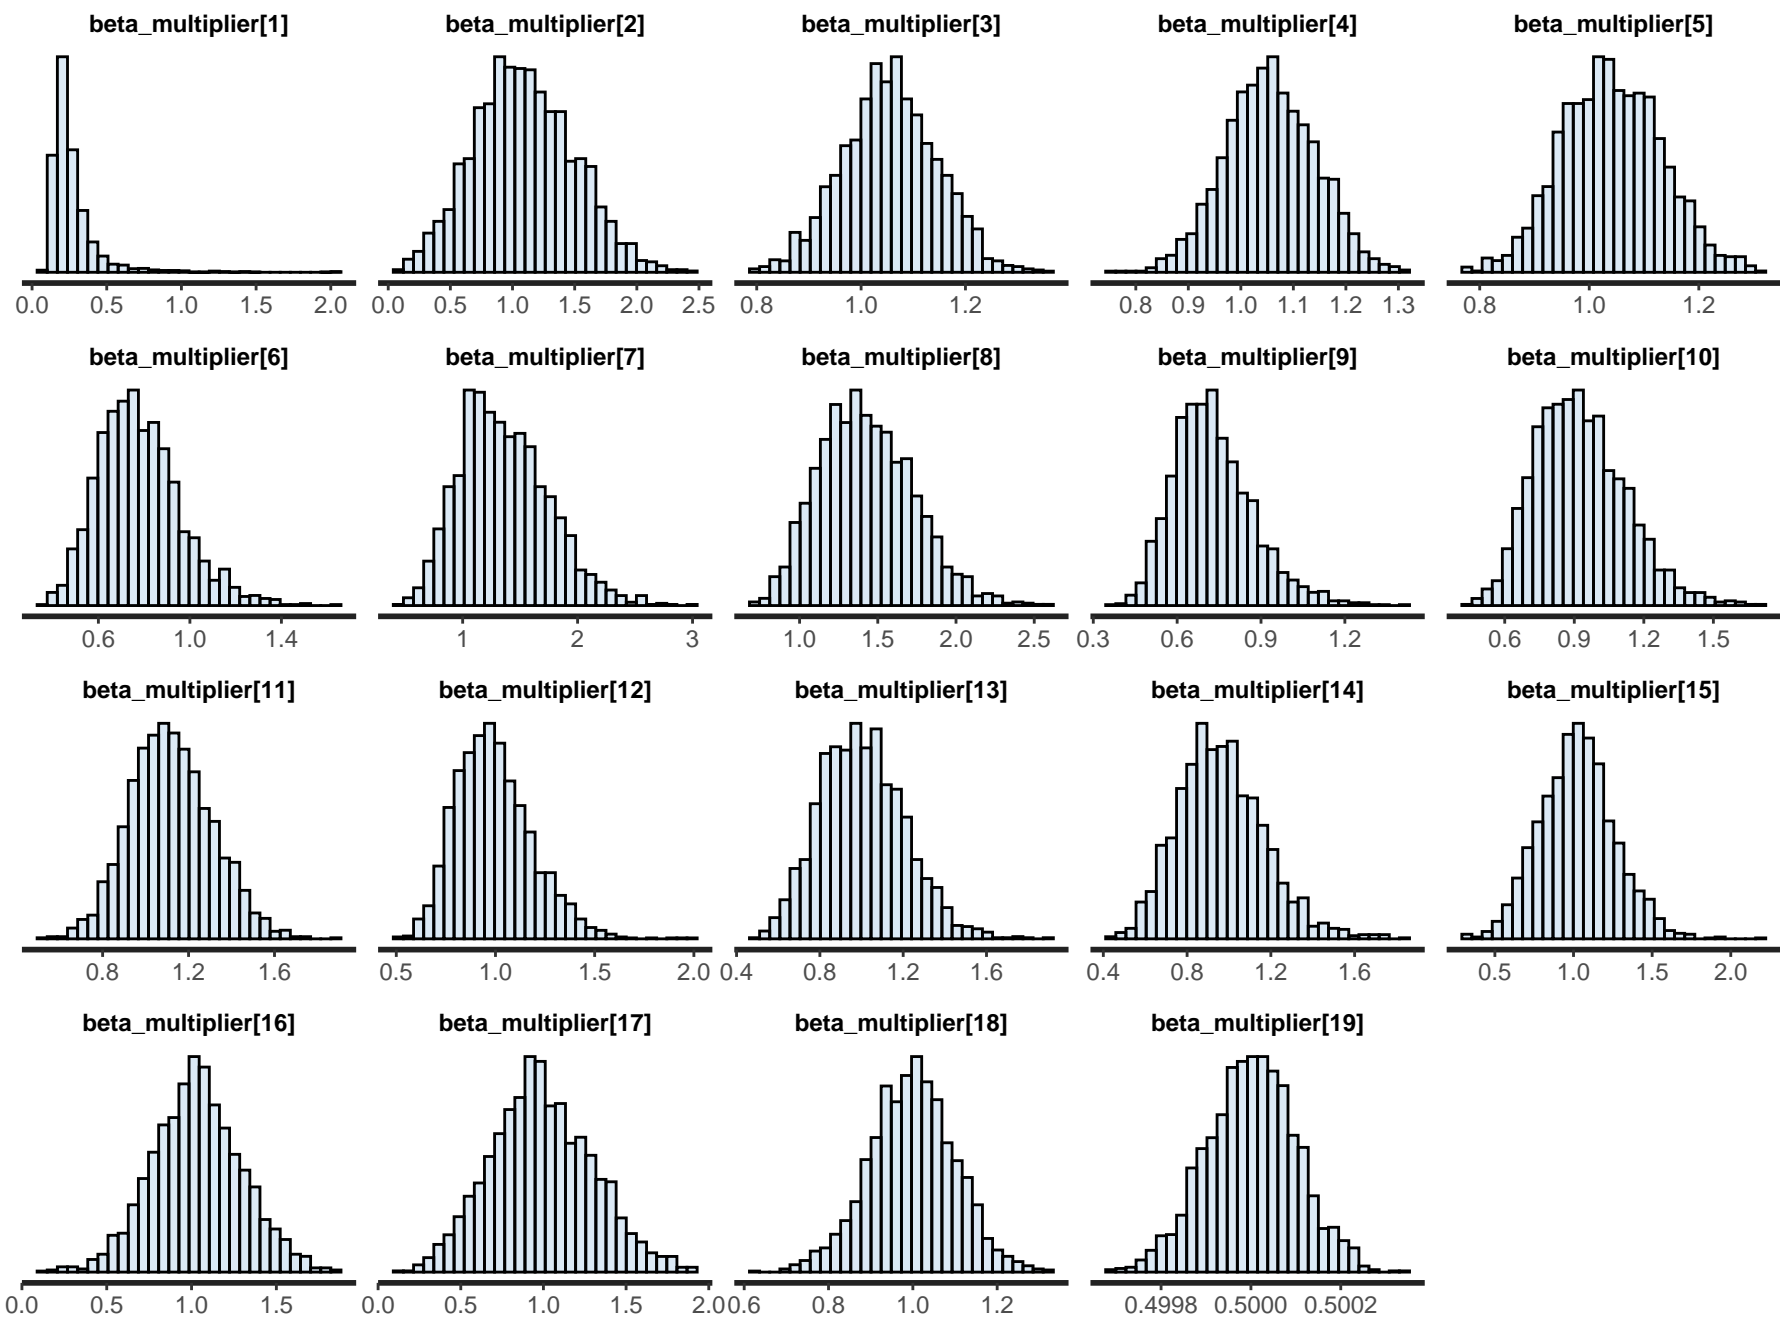 beta_multiplier[1] beta_multiplier[2] beta_multiplier[3] beta_multiplier[4] beta_multiplier[5]
0.0 0.5 1.0 1.5 2.0 0.0 0.5 1.0 1.5 2.0 2.5 0.8 1.0 1.2 0.8 0.9 1.0 1.1 1.2 1.3 0.8 1.0 1.2
beta_multiplier[6] beta_multiplier[7] beta_multiplier[8] beta_multiplier[9] beta_multiplier[10]
0.6 1.0 1.4 1 2 3 1.0 1.5 2.0 2.5 0.3 0.6 0.9 1.2 0.6 0.9 1.2 1.5
beta_multiplier[11] beta_multiplier[12] beta_multiplier[13] beta_multiplier[14] beta_multiplier[15]
0.8 1.2 1.6 0.5 1.0 1.5 2.0 0.4 0.8 1.2 1.6 0.4 0.8 1.2 1.6 0.5 1.0 1.5 2.0
beta_multiplier[16] beta_multiplier[17] beta_multiplier[18] beta_multiplier[19]
0.0 0.5 1.0 1.5 0.0 0.5 1.0 1.5 2.0 0.6 0.8 1.0 1.2 0.4998 0.5000 0.5002